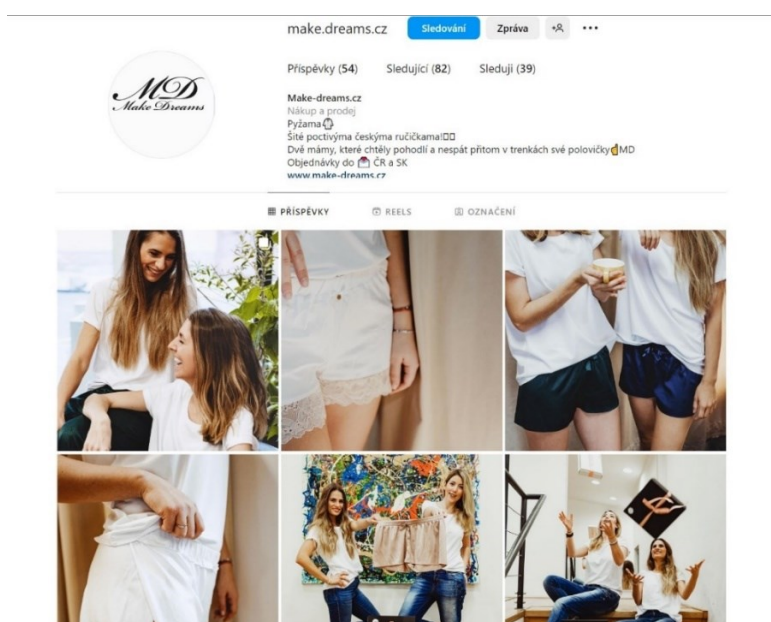 make.dreams.cz Sledování Zpráva
Příspěvky (54) Sledující (82) Sleduji (39)
MD
Make Dreams
Make-dreams.cz
Nákup a prodej
Pyžama
Šité poctivýma českýma ručičkama!
Dvě mámy, které chtěly pohodlí a nespát přitom v trenkách své polovičky☝MD
Objednávky do 📩 ČR a SK
www.make-dreams.cz
PŘÍSPĚVKY REELS OZNAČENÍ